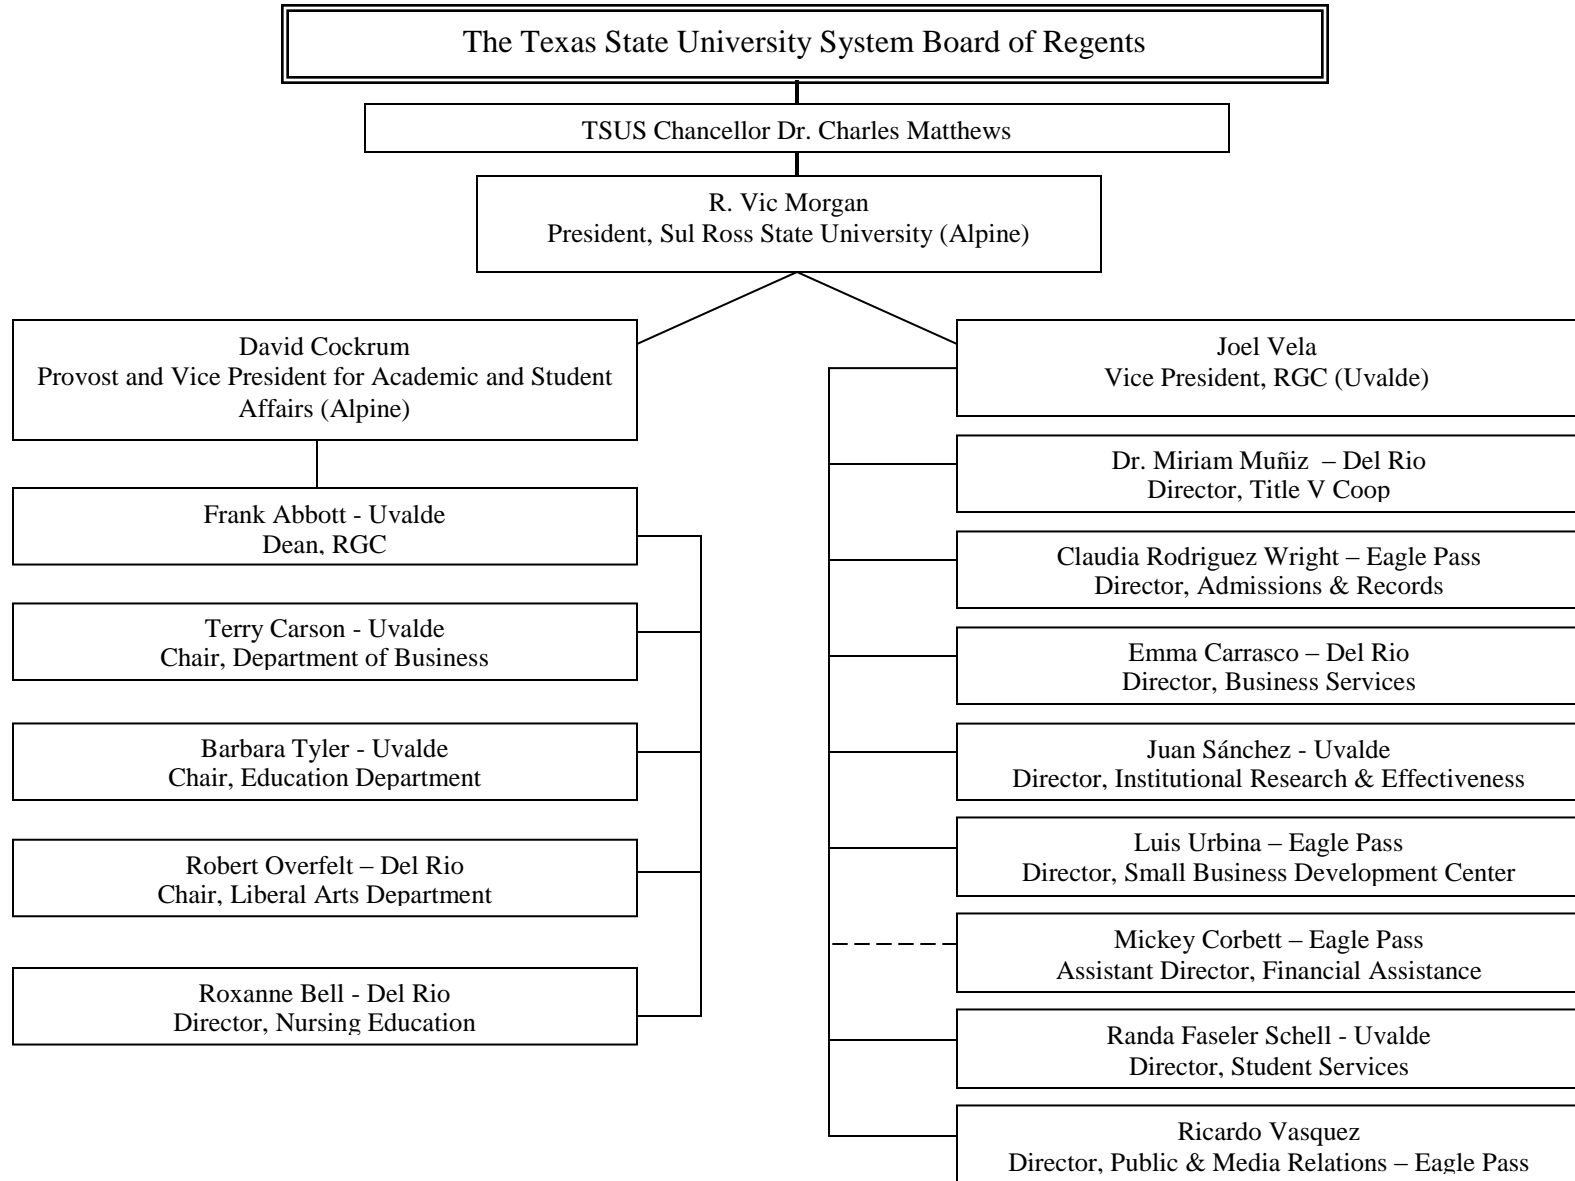 The Texas State University System Board of Regents
TSUS Chancellor Dr. Charles Matthews
R. Vic Morgan
President, Sul Ross State University (Alpine)
David Cockrum
Provost and Vice President for Academic and Student
Affairs (Alpine)
Frank Abbott - Uvalde
Dean, RGC
Terry Carson - Uvalde
Chair, Department of Business
Barbara Tyler - Uvalde
Chair, Education Department
Robert Overfelt – Del Rio
Chair, Liberal Arts Department
Roxanne Bell - Del Rio
Director, Nursing Education
Joel Vela
Vice President, RGC (Uvalde)
Dr. Miriam Muñiz – Del Rio
Director, Title V Coop
Claudia Rodriguez Wright – Eagle Pass
Director, Admissions & Records
Emma Carrasco – Del Rio
Director, Business Services
Juan Sánchez - Uvalde
Director, Institutional Research & Effectiveness
Luis Urbina – Eagle Pass
Director, Small Business Development Center
Mickey Corbett – Eagle Pass
Assistant Director, Financial Assistance
Randa Faseler Schell - Uvalde
Director, Student Services
Ricardo Vasquez
Director, Public & Media Relations – Eagle Pass